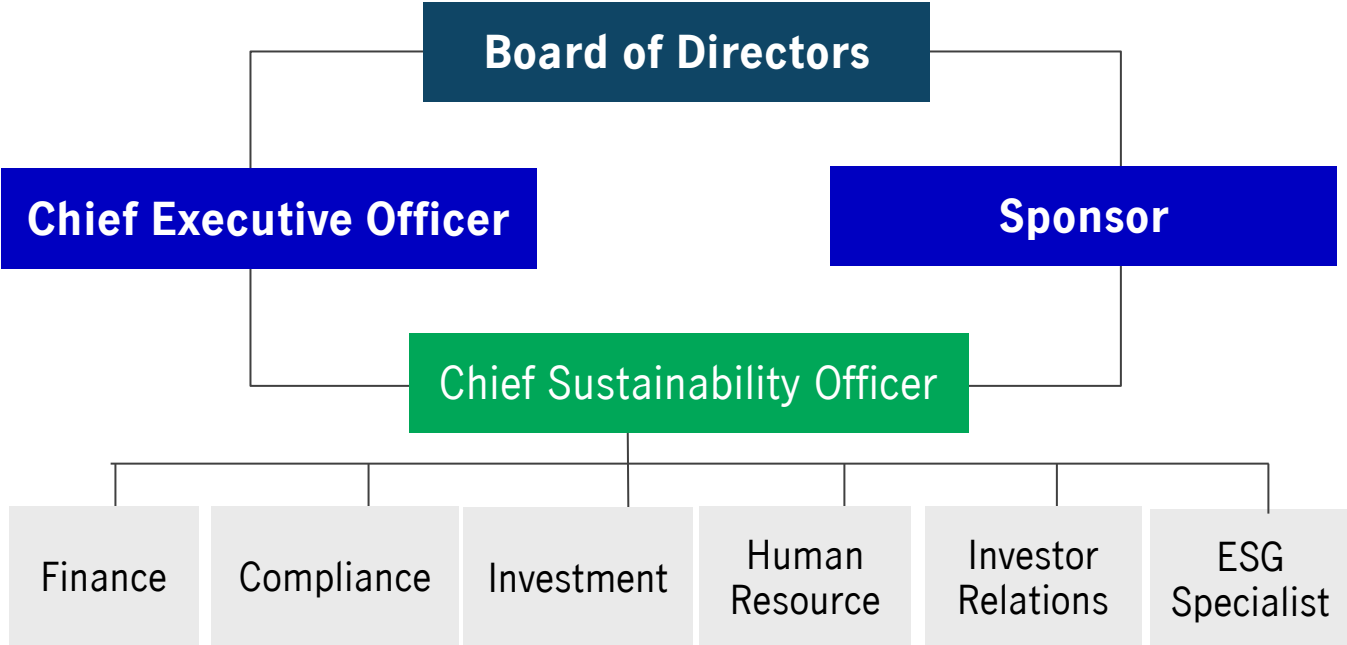 Board of Directors
Chief Executive Officer
Sponsor
Chief Sustainability Officer
Finance
Compliance
Investment
Human
Resource
Investor
Relations
ESG
Specialist